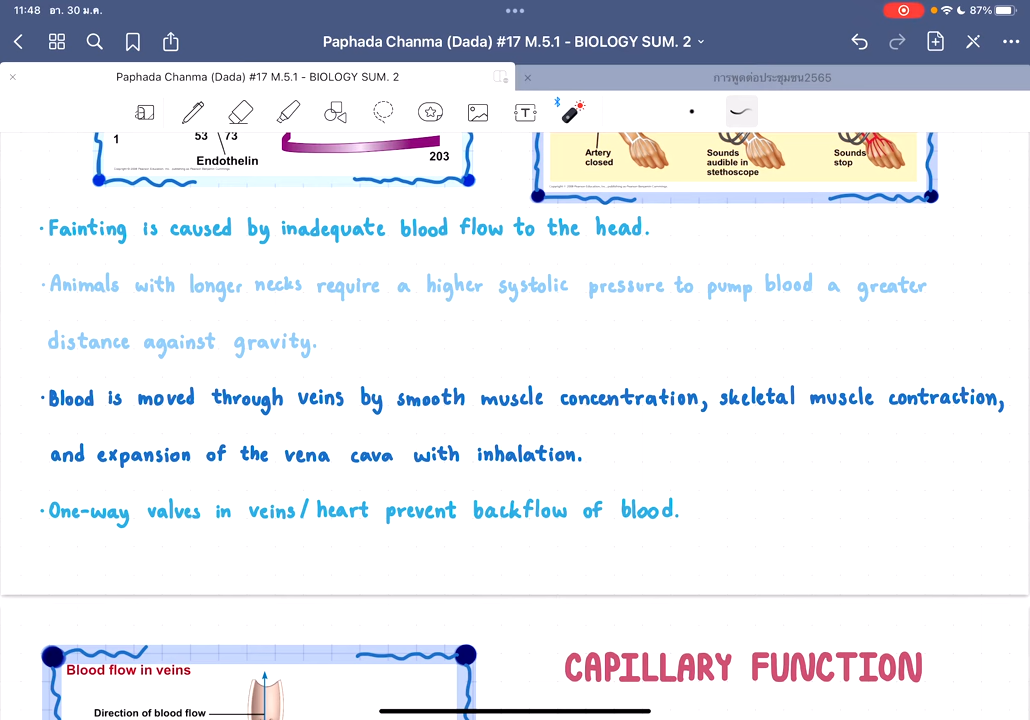 11:48 อา. 30 ม.ค.
87%
Paphada Chanma (Dada) #17 M.5.1 - BIOLOGY SUM. 2
Paphada Chanma (Dada) #17 M.5.1 - BIOLOGY SUM. 2
การพูดต่อประชุมชน2565
1
53 73
Endothelin
203
Artery closed
Sounds audible in stethoscope
Sounds stop
· Fainting is caused by inadequate blood flow to the head.
· Animals with longer necks require a higher systolic pressure to pump blood a greater
distance against gravity.
· Blood is moved through veins by smooth muscle concentration, skeletal muscle contraction,
and expansion of the vena cava with inhalation.
· One-way valves in veins/heart prevent backflow of blood.
Blood flow in veins
CAPILLARY FUNCTION
Direction of blood flow